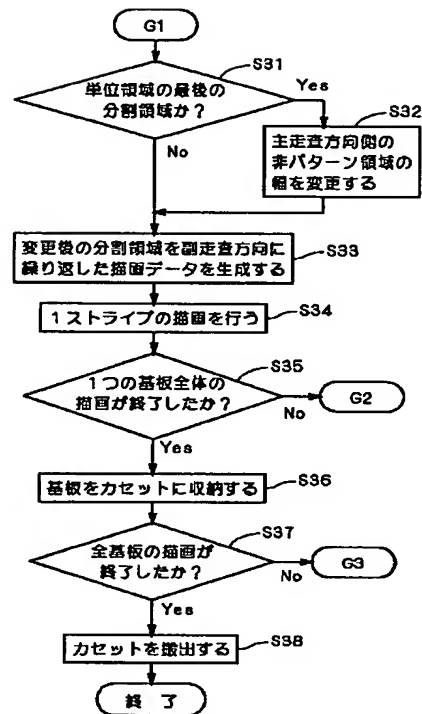 G1
S31
単位領域の最後の
分割領域か？
Yes
S32
主走査方向側の
非パターン領域の
幅を変更する
No
変更後の分割領域を副走査方向に
繰り返した描画データを生成する
S33
1ストライプの描画を行う
S34
S35
1つの基板全体の
描画が終了したか？
No
G2
Yes
基板をカセットに収納する
S36
S37
全基板の描画が
終了したか？
No
G3
Yes
カセットを搬出する
S38
終 了